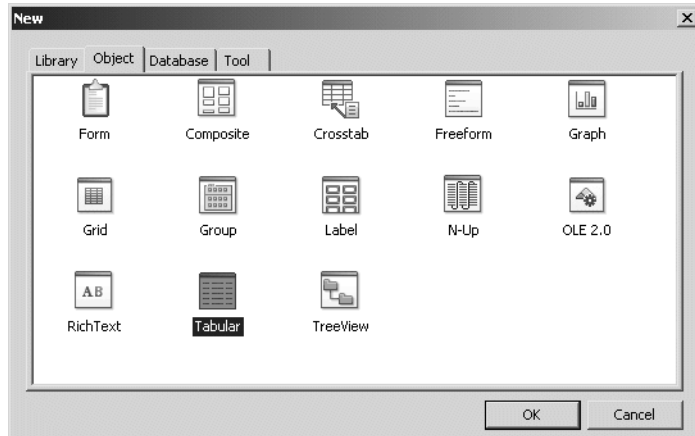 New
Library Object Database Tool
Form Composite Crosstab Freeform Graph
Grid Group Label N-Up OLE 2.0
AB
RichText Tabular TreeView
OK Cancel